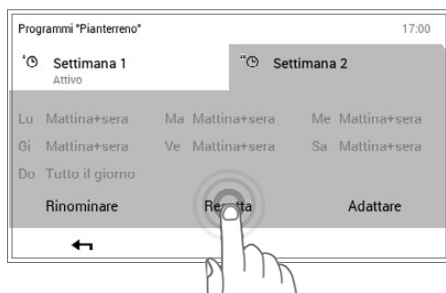 Programmi "Pianterreno" 17:00
Settimana 1 Settimana 2
Attivo
Lu Mattina+sera Ma Mattina+sera Me Mattina+sera
Gi Mattina+sera Ve Mattina+sera Sa Mattina+sera
Do Tutto il giorno
Rinominare Resetta Adattare